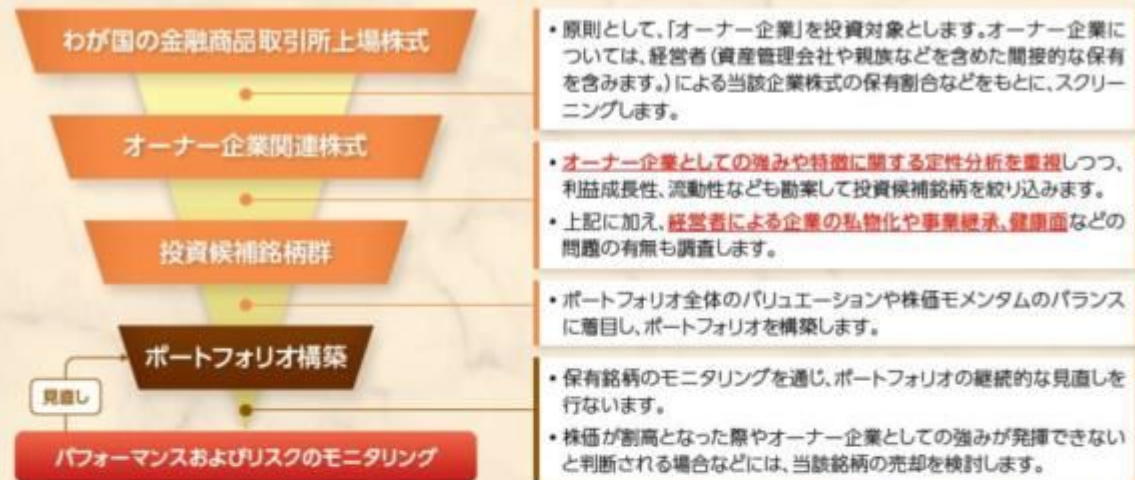 わが国の金融商品取引所上場株式
・原則として、「オーナー企業」を投資対象とします。オーナー企業に
ついては、経営者(資産管理会社や親族などを含めた間接的な保有
を含みます。)による当該企業株式の保有割合などをもとに、スクリー
ニングします。
オーナー企業関連株式
・オーナー企業としての強みや特徴に関する定性分析を重視しつつ、
利益成長性、流動性なども勘案して投資候補銘柄を絞り込みます。
・上記に加え、経営者による企業の私物化や事業継承、健康面などの
問題の有無も調査します。
投資候補銘柄群
・ポートフォリオ全体のバリュエーションや株価モメンタムのバランス
に着目し、ポートフォリオを構築します。
ポートフォリオ構築
見直し
・保有銘柄のモニタリングを通じ、ポートフォリオの継続的な見直しを
行ないます。
・株価が割高となった際やオーナー企業としての強みが発揮できない
と判断される場合などには、当該銘柄の売却を検討します。
パフォーマンスおよびリスクのモニタリング